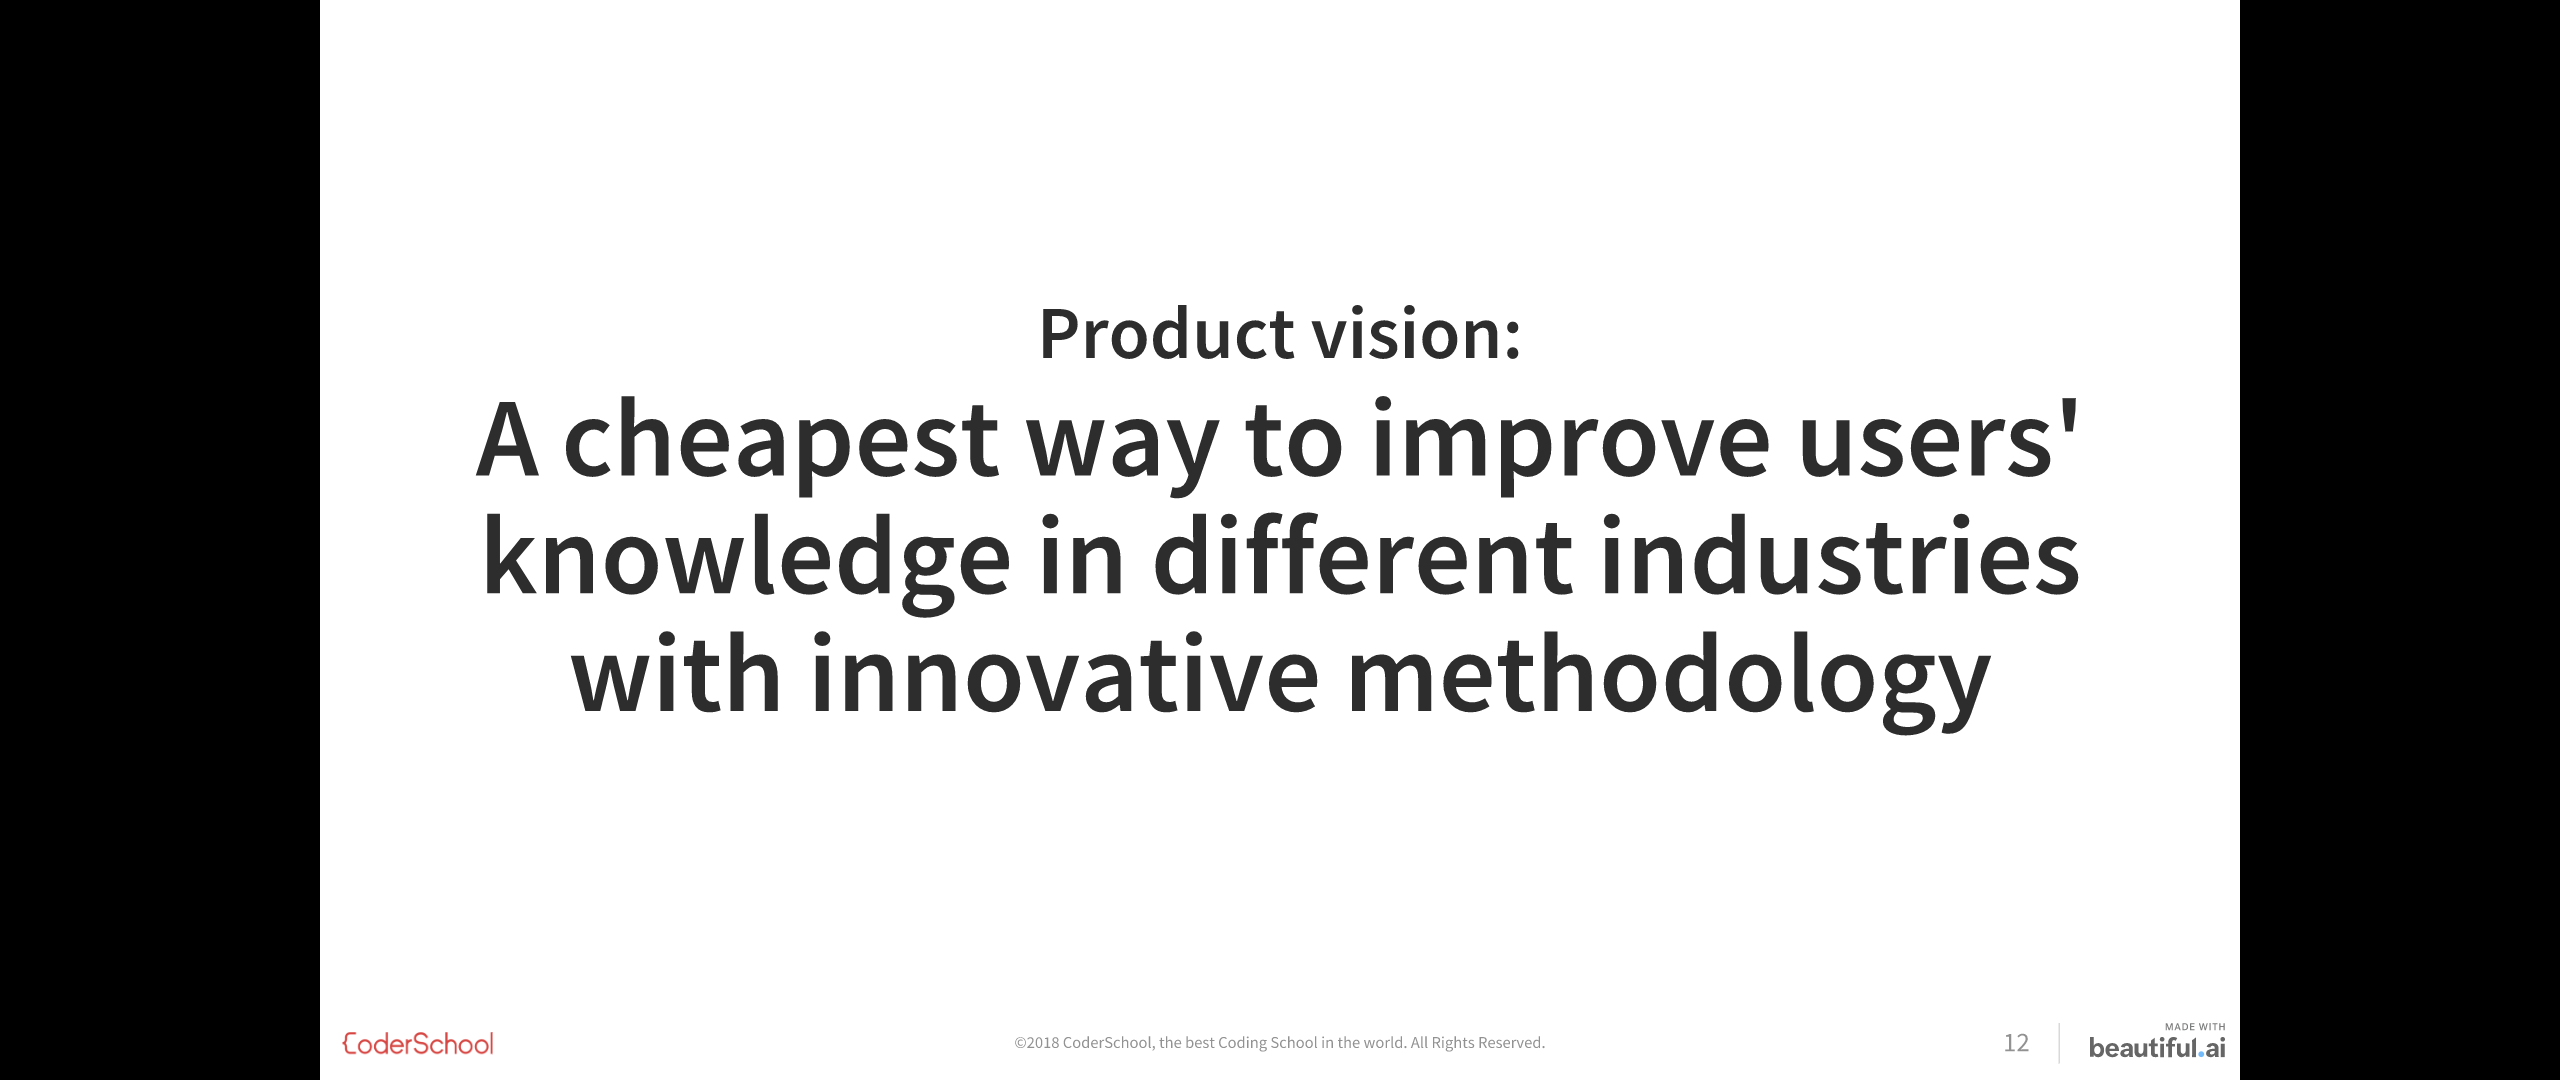 Product vision:
A cheapest way to improve users'
knowledge in different industries
with innovative methodology
CoderSchool
©2018 CoderSchool, the best Coding School in the world. All Rights Reserved.
12
MADE WITH
beautiful.ai